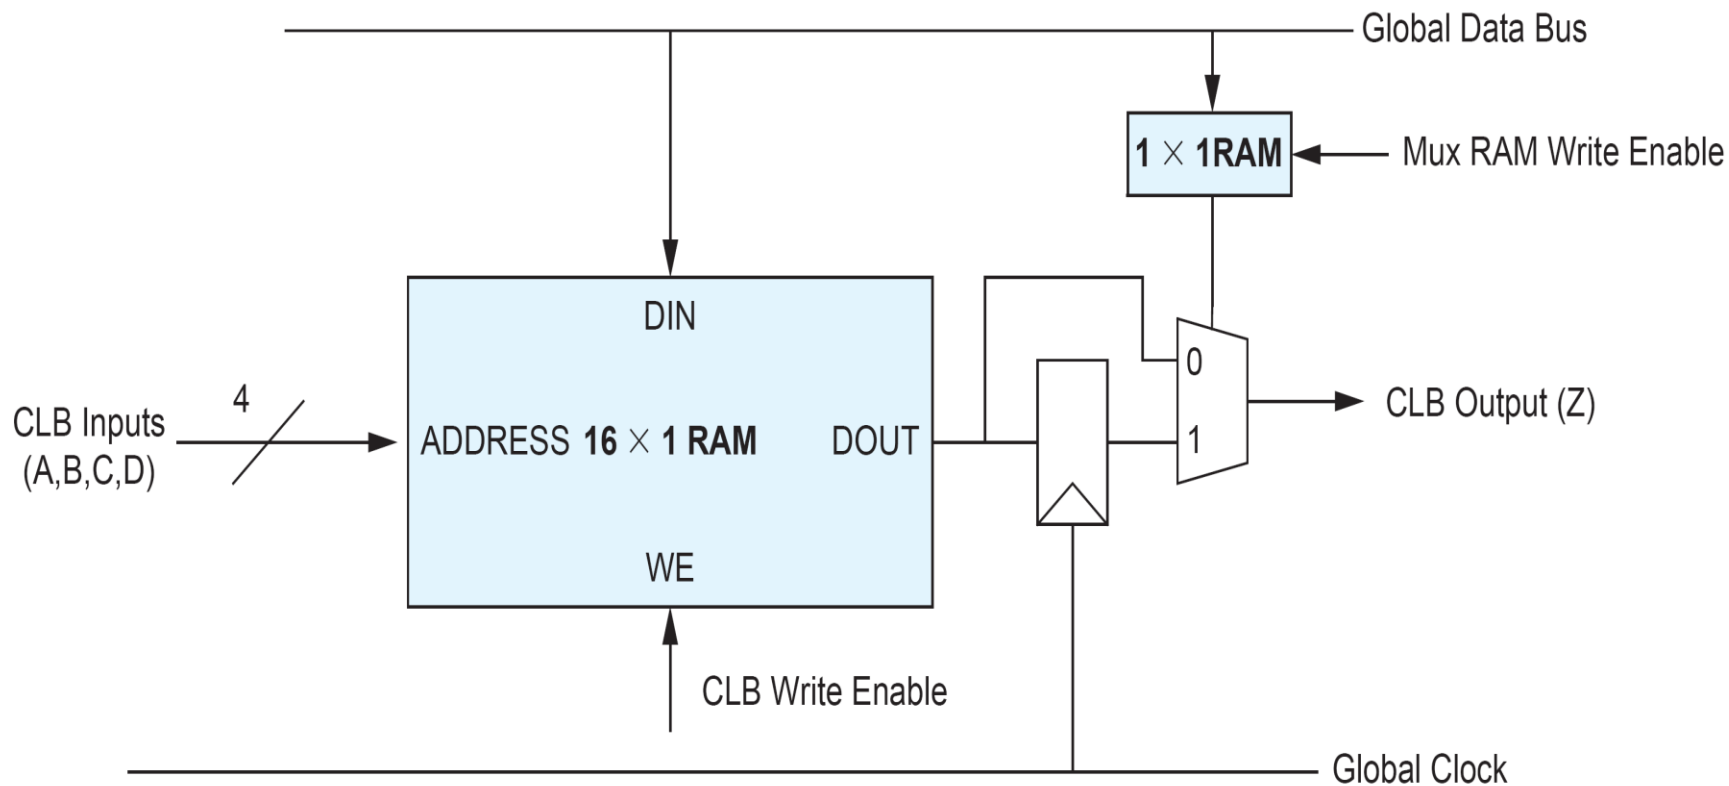 Global Data Bus
1 × 1RAM
Mux RAM Write Enable
DIN
4
CLB Inputs
(A,B,C,D)
ADDRESS 16 × 1 RAM
DOUT
0
1
CLB Output (Z)
WE
CLB Write Enable
Global Clock